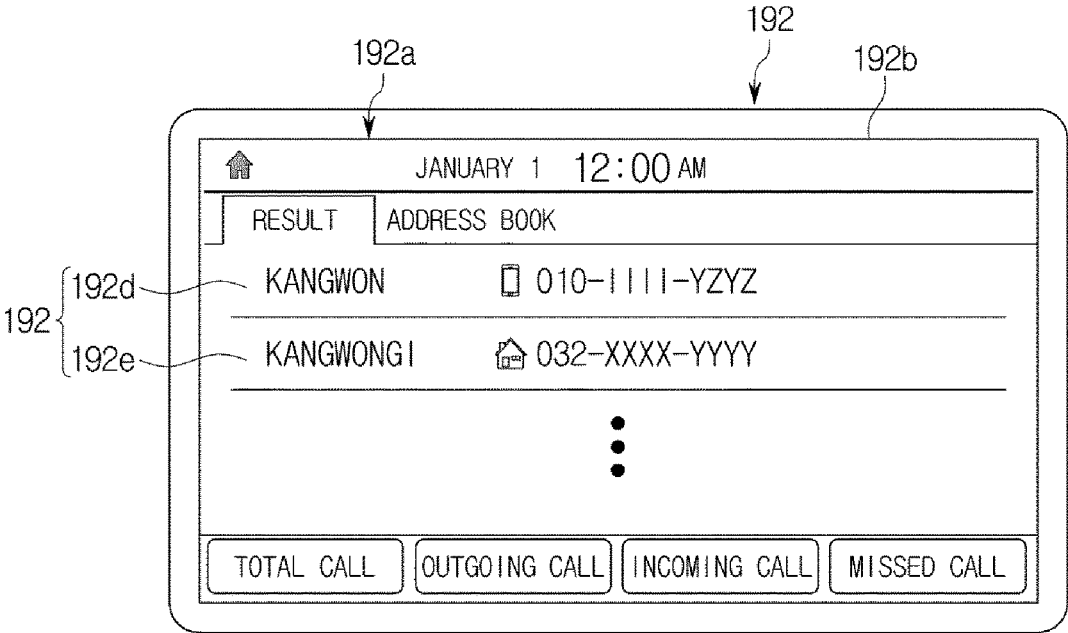 192
192a
192b
JANUARY 1 12:00 AM
RESULT ADDRESS BOOK
192d KANGWON 010-1111-YZYZ
192
192e KANGWONGI 032-XXXX-YYYY
TOTAL CALL OUTGOING CALL INCOMING CALL MISSED CALL